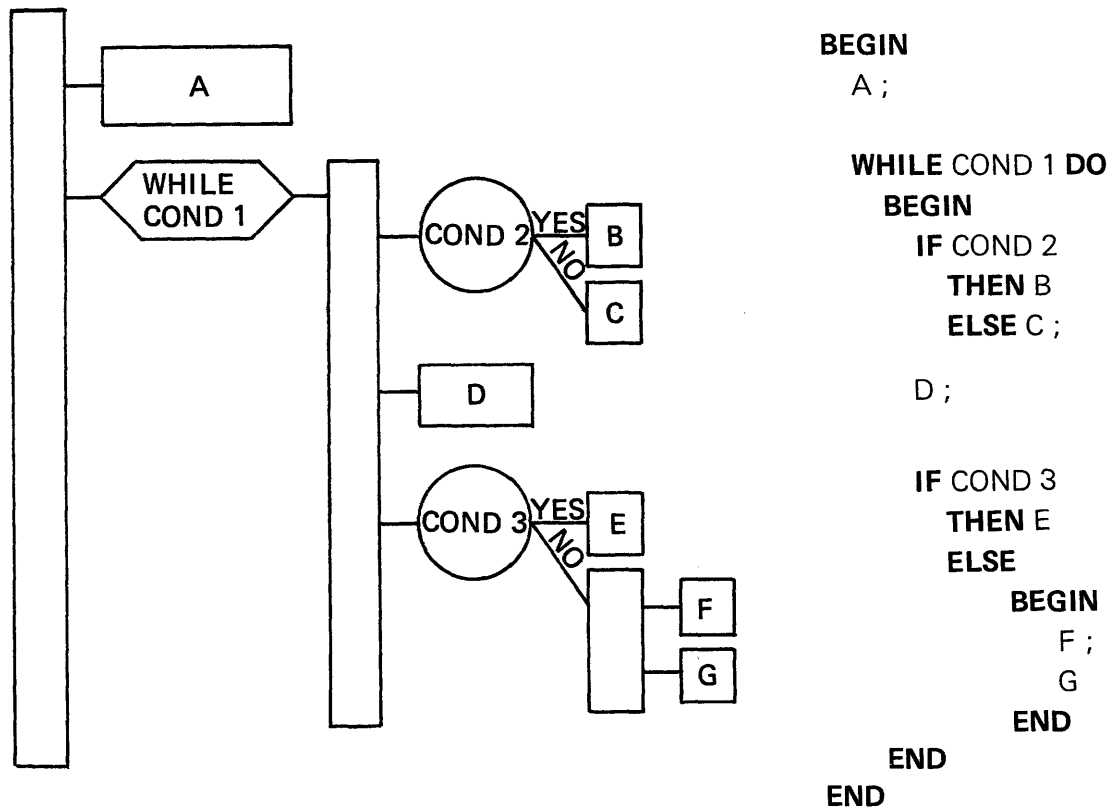 A
WHILE
COND 1
COND 2
YES
NO
B
C
D
COND 3
YES
NO
E
F
G
BEGIN
A ;
WHILE COND 1 DO
BEGIN
IF COND 2
THEN B
ELSE C ;
D ;
IF COND 3
THEN E
ELSE
BEGIN
F ;
G
END
END
END